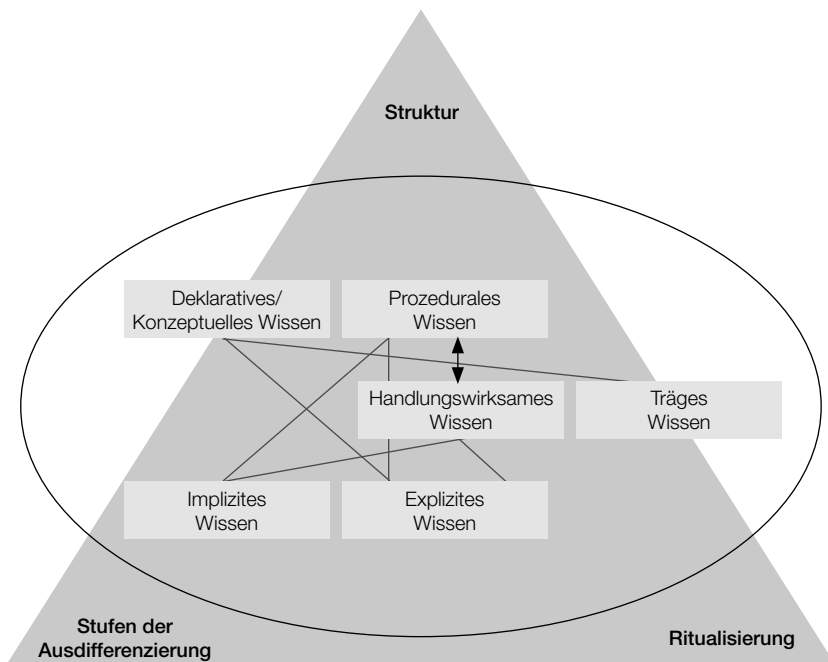 Struktur
Deklaratives/
Konzeptuelles Wissen
Prozedurales
Wissen
Handlungswirksames
Wissen
Träges
Wissen
Implizites
Wissen
Explizites
Wissen
Stufen der
Ausdifferenzierung
Ritualisierung